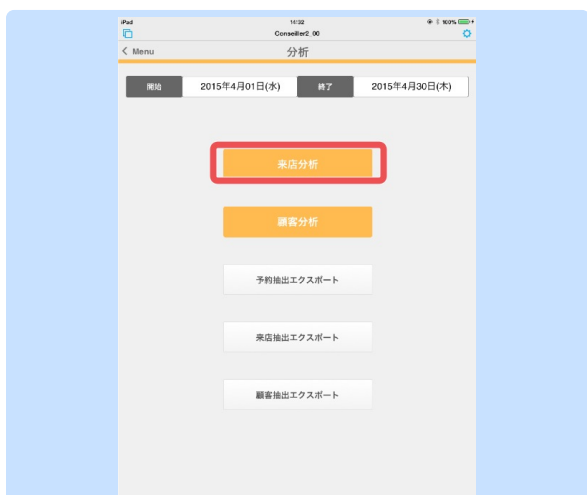 iPad 14:32 100%
Conseiller2_00
Menu 分析
開始 2015年4月01日(水) 終了 2015年4月30日(木)
来店分析
顧客分析
予約抽出エクスポート
来店抽出エクスポート
顧客抽出エクスポート